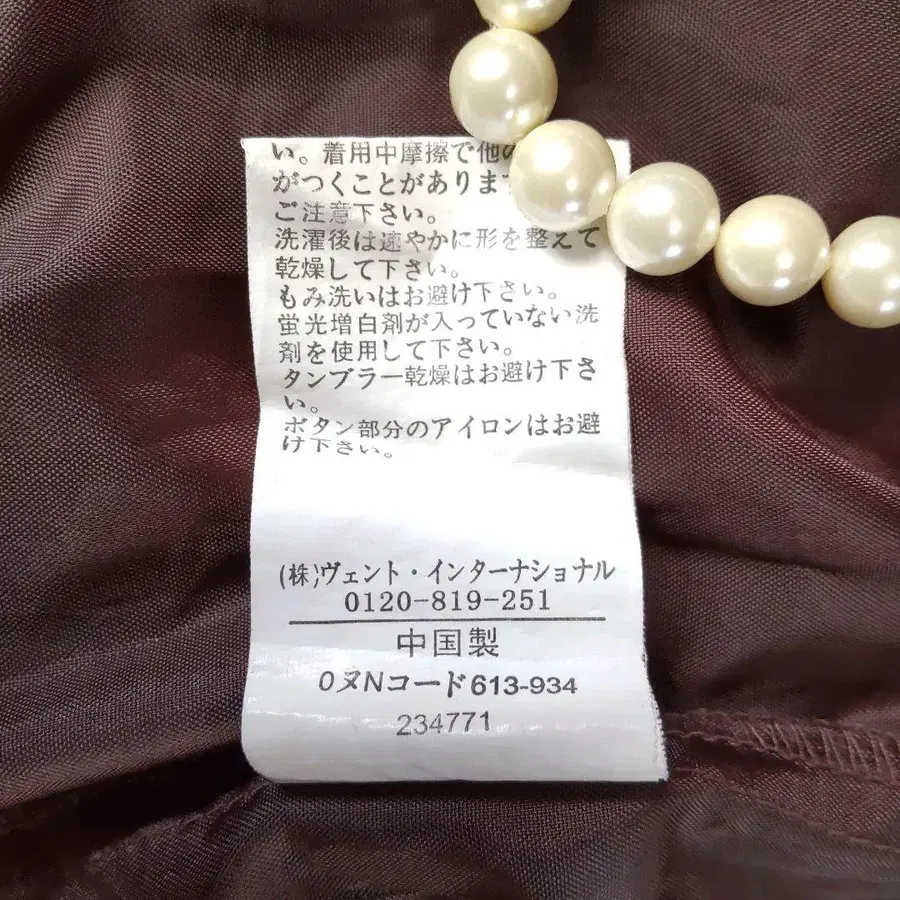 い。着用中摩擦で他の
がつくことがありま
ご注意下さい。
洗濯後は速やかに形を整えて
乾燥して下さい。
もみ洗いはお避け下さい。
蛍光増白剤が入っていない洗
剤を使用して下さい。
タンブラー乾燥はお避け下さ
い。
ボタン部分のアイロンはお避
け下さい。
(株)ヴェント・インターナショナル
0120-819-251
中国製
0ヌNコード613-934
234771